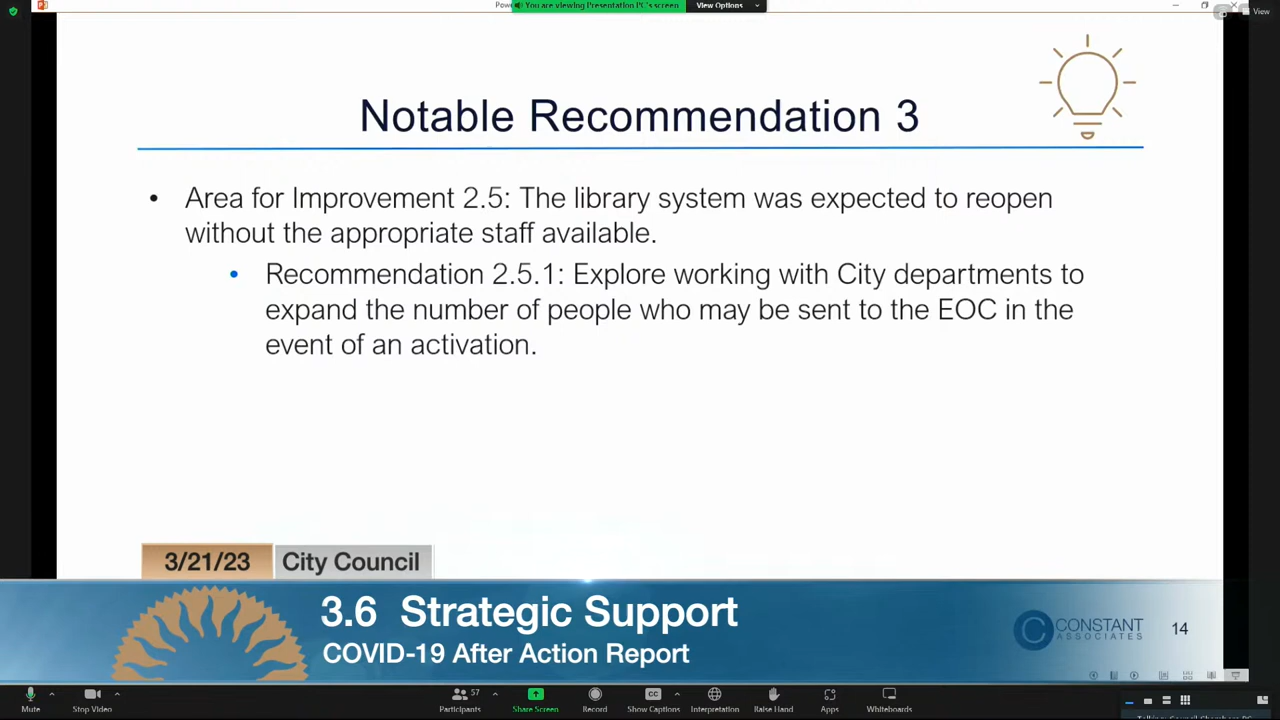 You are viewing Presentation PC's screen
View Options
View
Notable Recommendation 3
• Area for Improvement 2.5: The library system was expected to reopen
without the appropriate staff available.
• Recommendation 2.5.1: Explore working with City departments to
expand the number of people who may be sent to the EOC in the
event of an activation.
3/21/23 City Council
3.6 Strategic Support
COVID-19 After Action Report
CONSTANT
ASSOCIATES
14
Mute
Stop Video
Participants
57
Share Screen
Record
CC
Show Captions
Interpretation
Raise Hand
Apps
Whiteboards